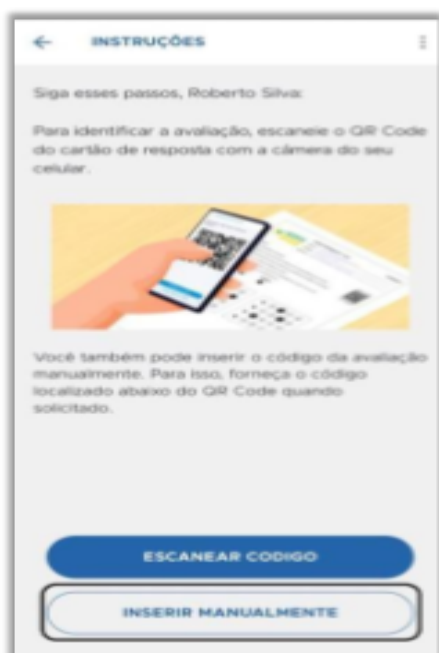 INSTRUÇÕES
Siga esses passos, Roberto Silva:
Para identificar a avaliação, escaneie o QR Code
do cartão de resposta com a câmera do seu
celular.
Você também pode inserir o código da avaliação
manualmente. Para isso, forneça o código
localizado abaixo do QR Code quando
solicitado.
ESCANEAR CODIGO
INSERIR MANUALMENTE